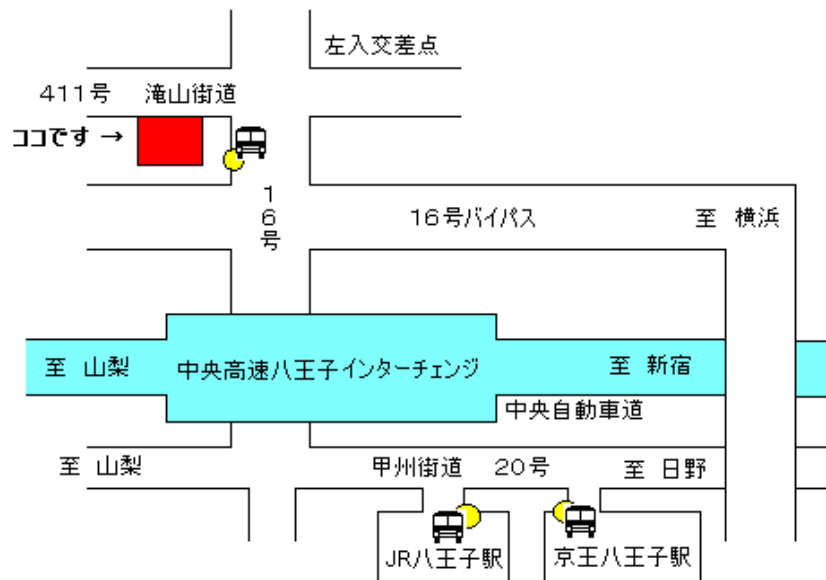 左入交差点
411号 滝山街道
ココです →
16号
16号バイパス
至 横浜
至 山梨
中央高速八王子インターチェンジ
至 新宿
中央自動車道
至 山梨
甲州街道 20号
至 日野
JR八王子駅
京王八王子駅